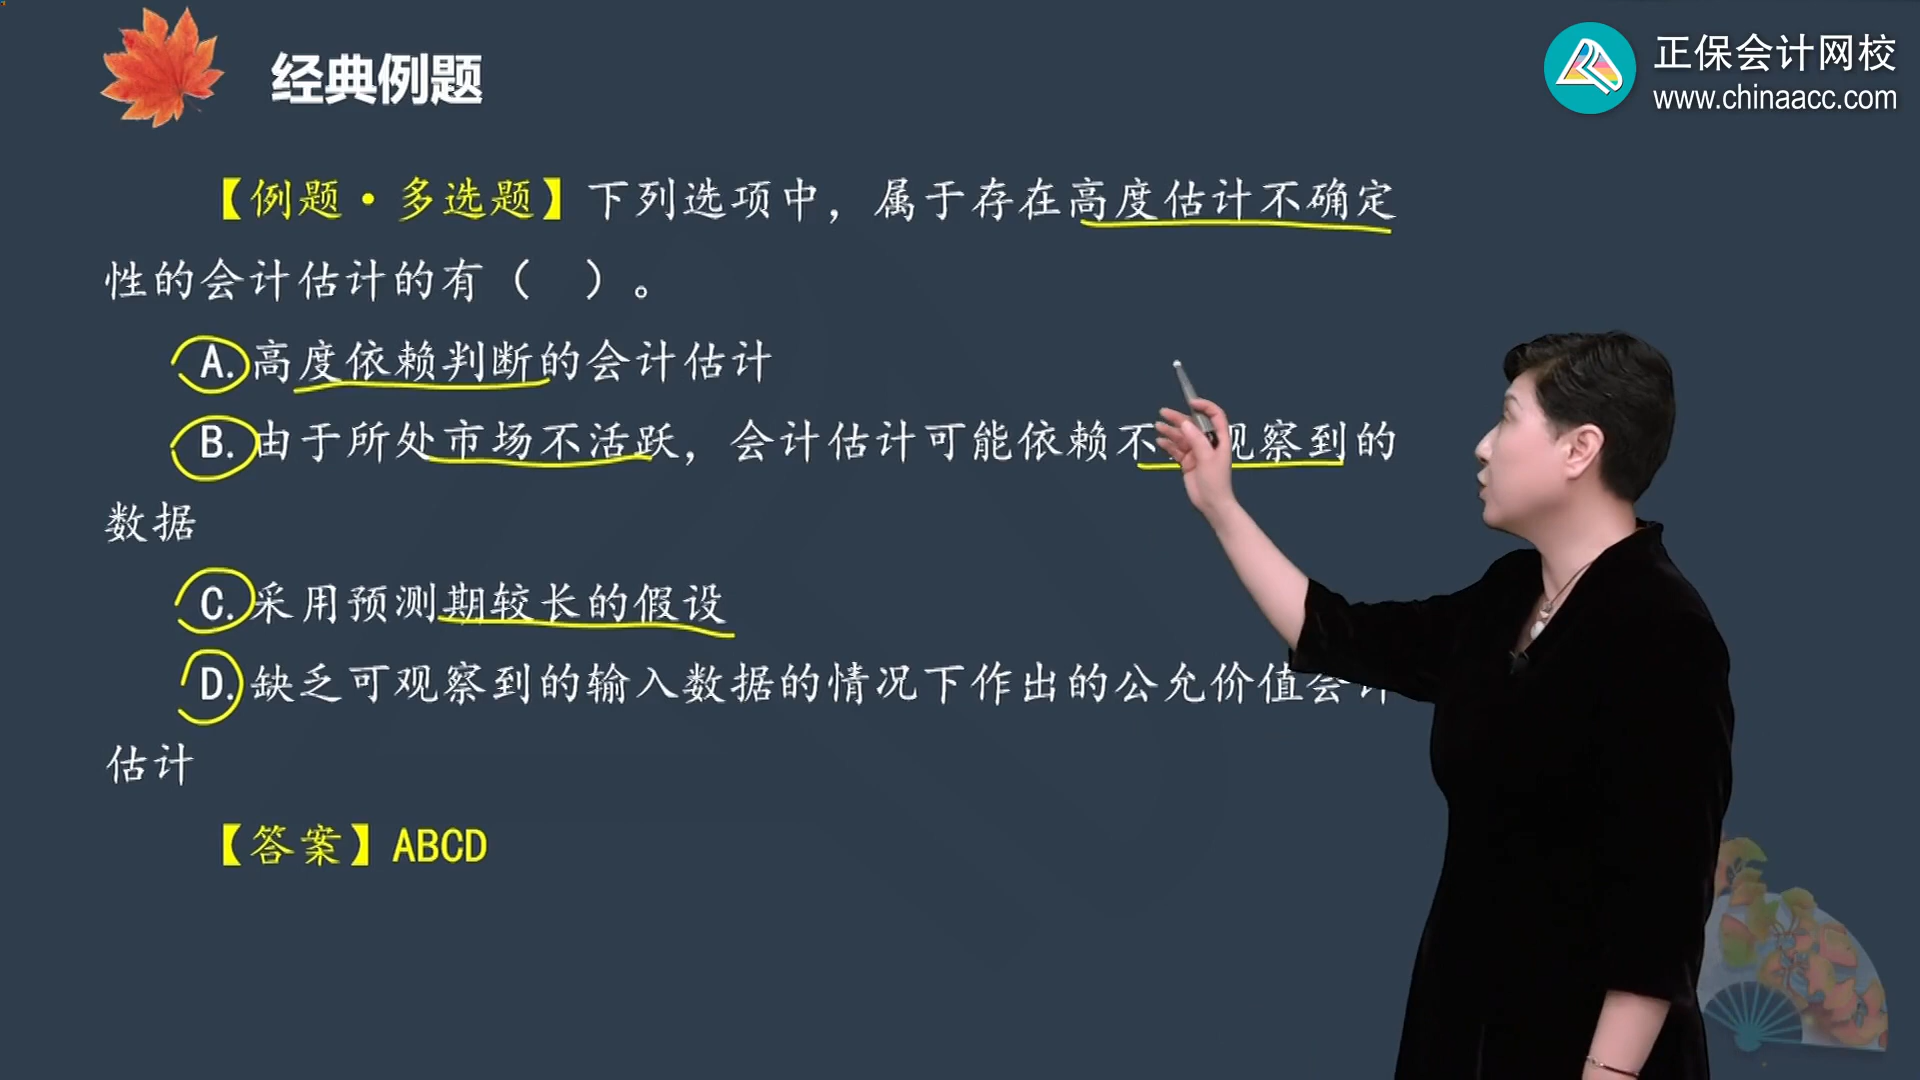 经典例题
正保会计网校
www.chinaacc.com
【例题·多选题】下列选项中，属于存在高度估计不确定
性的会计估计的有（ ）。
A.高度依赖判断的会计估计
B.由于所处市场不活跃，会计估计可能依赖不 观察到的
数据
C.采用预测期较长的假设
D.缺乏可观察到的输入数据的情况下作出的公允价值会计
估计
【答案】ABCD